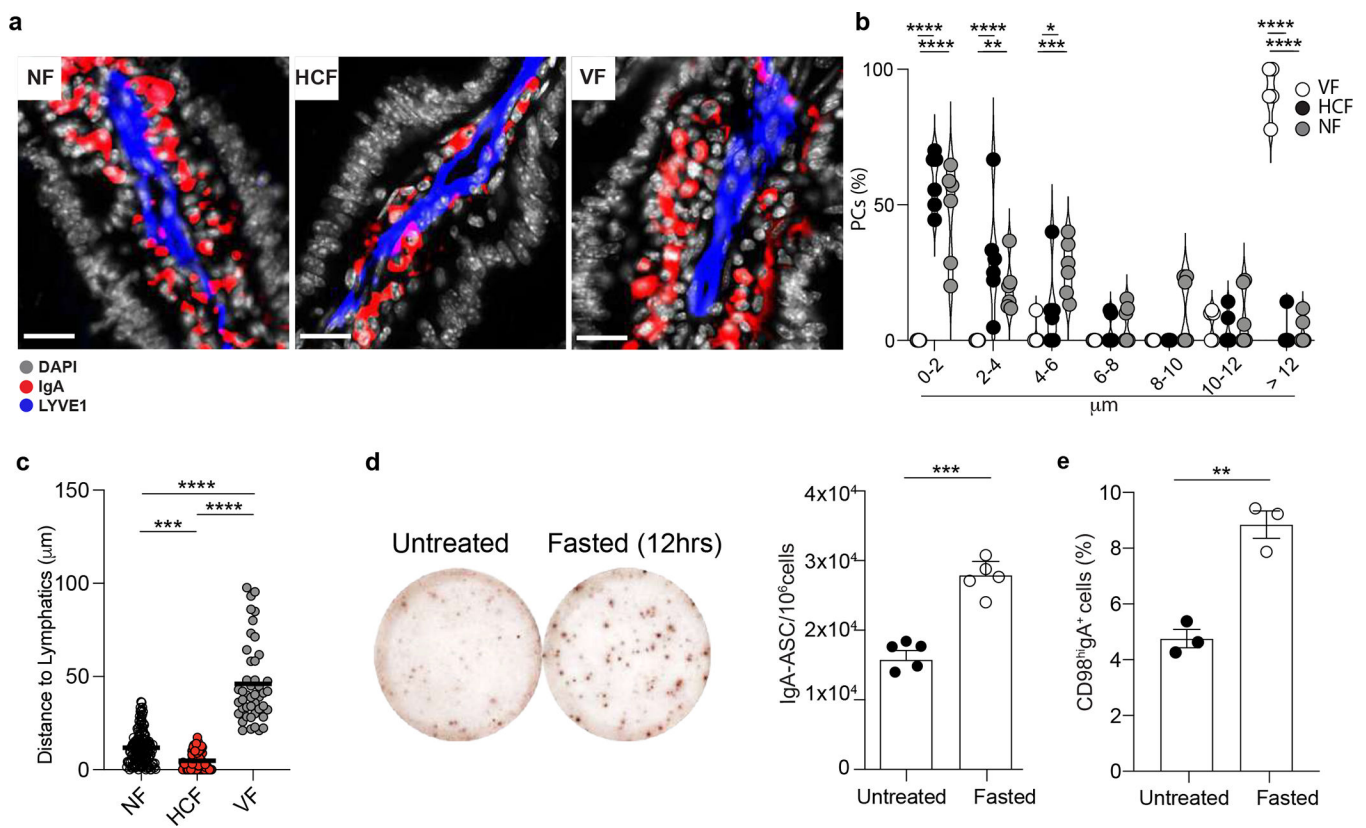 a
NF
HCF
VF
DAPI
IgA
LYVE1
b
**** **** * ****
**** ** *** ****
VF
HCF
NF
PCs (%)
100
50
0
0-2 2-4 4-6 6-8 8-10 10-12 > 12
μm
c
Distance to Lymphatics (μm)
150
100
50
0
****
*** ****
NF HCF VF
d
Untreated Fasted (12hrs)
IgA-ASC/10⁶cells
4x10⁴
3x10⁴
2x10⁴
1x10⁴
0
***
Untreated Fasted
e
CD98ʰⁱIgA⁺ cells (%)
10
8
6
4
2
0
**
Untreated Fasted